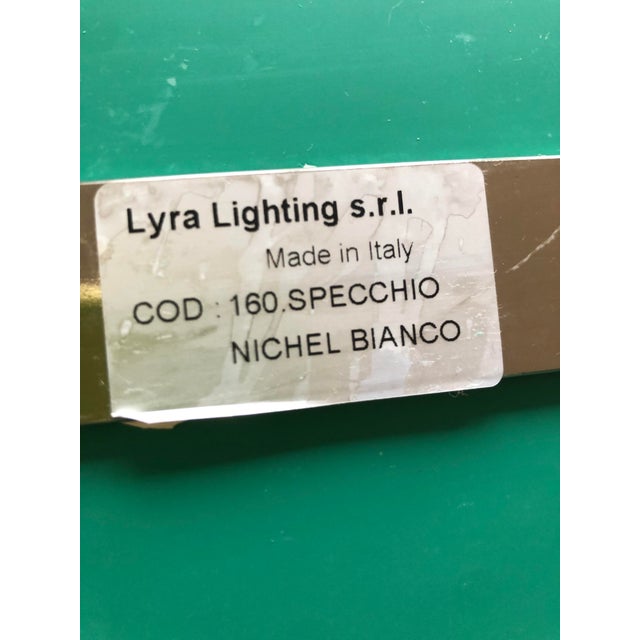 Lyra Lighting s.r.l.
Made in Italy
COD : 160.SPECCHIO
NICHEL BIANCO